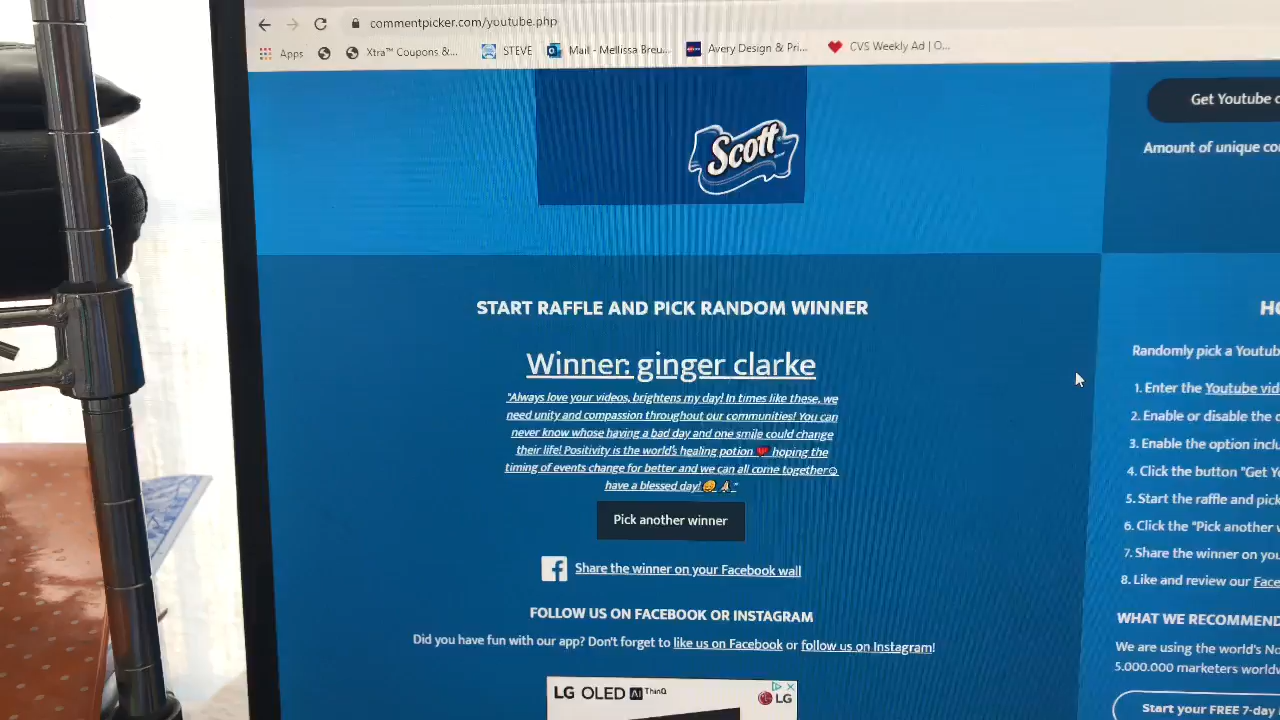 commentpicker.com/youtube.php
Apps Xtra™ Coupons &... STEVE Mail - Mellissa Breu... Avery Design & Pri... CVS Weekly Ad | O...
Scott
Get Youtube
Amount of unique
START RAFFLE AND PICK RANDOM WINNER
Winner: ginger clarke
"Always love your videos, brightens my day! In times like these, we
need unity and compassion throughout our communities! You can
never know whose having a bad day and one smile could change
their life! Positivity is the world's healing potion ❤️ hoping the
timing of events change for better and we can all come together☺
have a blessed day!😊🙏"
Pick another winner
Share the winner on your Facebook wall
FOLLOW US ON FACEBOOK OR INSTAGRAM
Did you have fun with our app? Don't forget to like us on Facebook or follow us on Instagram!
LG OLED AI ThinQ LG
Randomly pick a Youtub
1. Enter the Youtube vid
2. Enable or disable the
3. Enable the option inclu
4. Click the button "Get Yo
5. Start the raffle and pick
6. Click the "Pick another
7. Share the winner on you
8. Like and review our Face
WHAT WE RECOMMEND
We are using the world's No
5.000.000 marketers worldw
Start your FREE 7-day